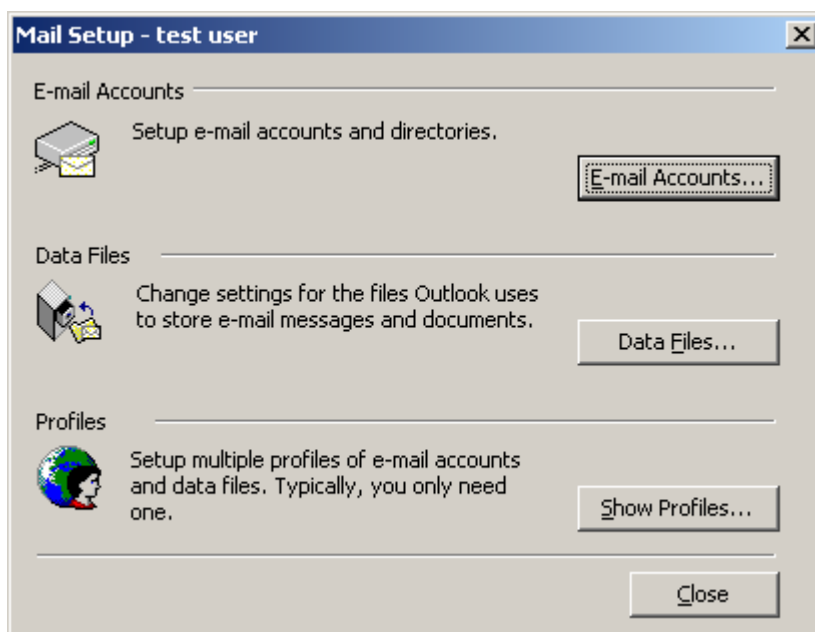 Mail Setup - test user
E-mail Accounts
Setup e-mail accounts and directories.
E-mail Accounts...
Data Files
Change settings for the files Outlook uses
to store e-mail messages and documents.
Data Files...
Profiles
Setup multiple profiles of e-mail accounts
and data files. Typically, you only need
one.
Show Profiles...
Close